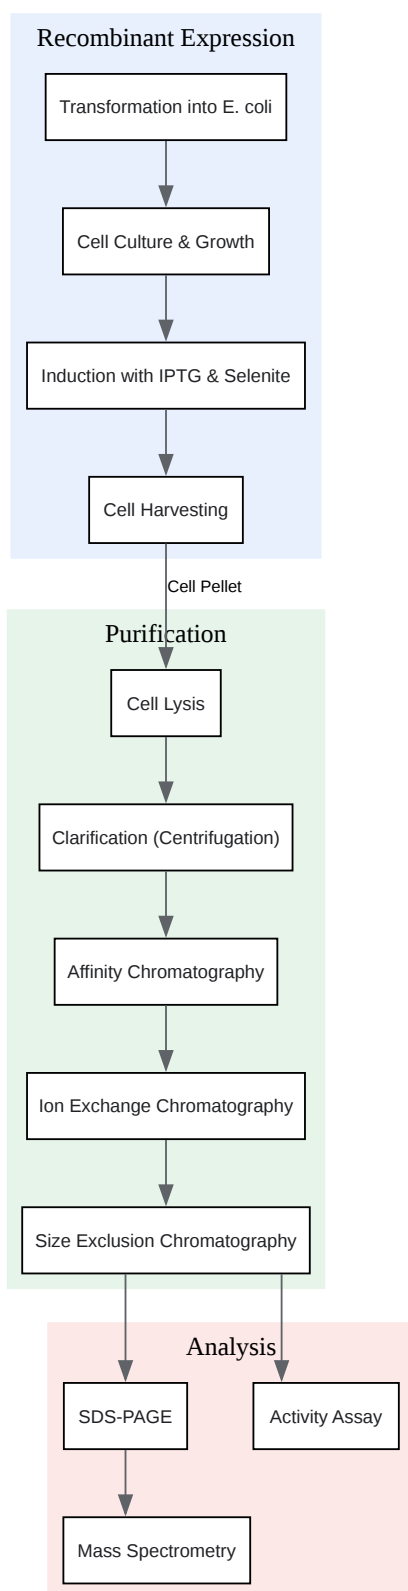 Recombinant Expression
Transformation into E. coli
Cell Culture & Growth
Induction with IPTG & Selenite
Cell Harvesting
Cell Pellet
Purification
Cell Lysis
Clarification (Centrifugation)
Affinity Chromatography
Ion Exchange Chromatography
Size Exclusion Chromatography
Analysis
SDS-PAGE
Activity Assay
Mass Spectrometry